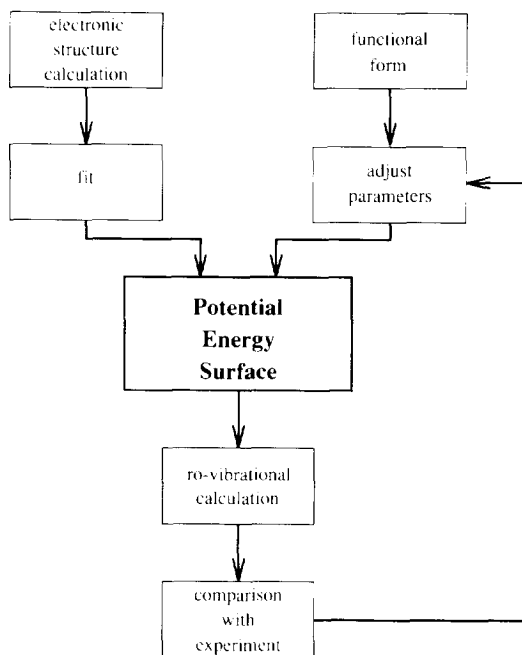 electronic
structure
calculation
functional
form
fit
adjust
parameters
Potential
Energy
Surface
ro-vibrational
calculation
comparison
with
experiment